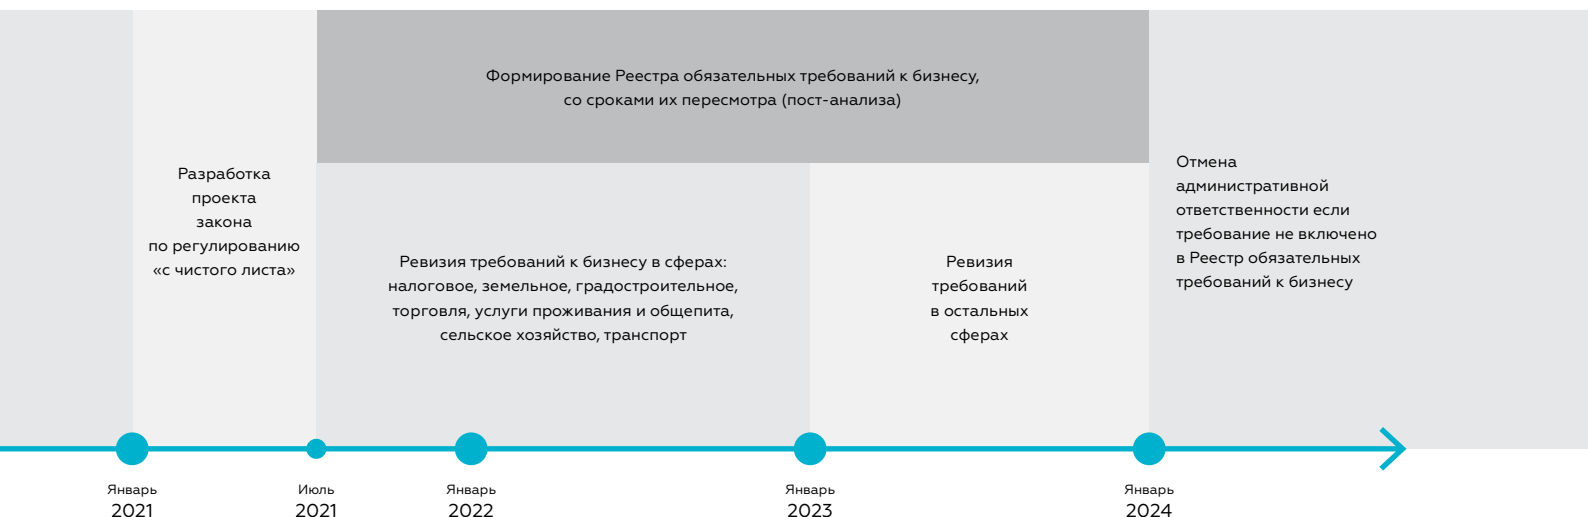 Формирование Реестра обязательных требований к бизнесу,
со сроками их пересмотра (пост-анализа)
Разработка
проекта
закона
по регулированию
«с чистого листа»
Ревизия требований к бизнесу в сферах:
налоговое, земельное, градостроительное,
торговля, услуги проживания и общепита,
сельское хозяйство, транспорт
Ревизия
требований
в остальных
сферах
Отмена
административной
ответственности если
требование не включено
в Реестр обязательных
требований к бизнесу
Январь
2021
Июль
2021
Январь
2022
Январь
2023
Январь
2024